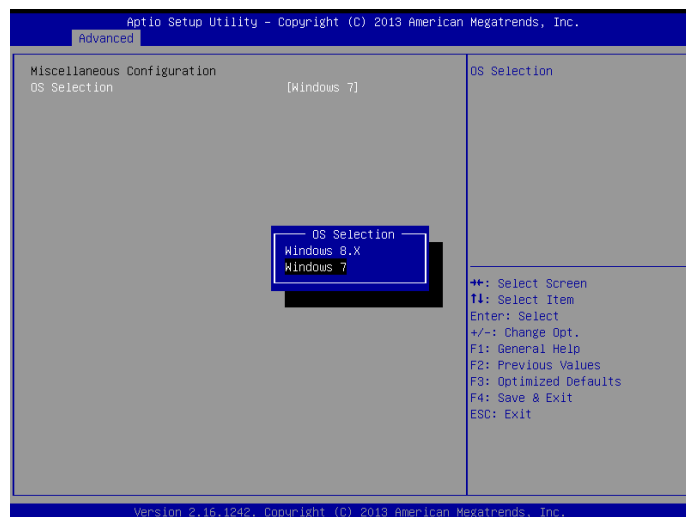 Aptio Setup Utility – Copyright (C) 2013 American Megatrends, Inc.
Advanced
Miscellaneous Configuration
OS Selection [Windows 7]
OS Selection
OS Selection
Windows 8.X
Windows 7
→←: Select Screen
↑↓: Select Item
Enter: Select
+/-: Change Opt.
F1: General Help
F2: Previous Values
F3: Optimized Defaults
F4: Save & Exit
ESC: Exit
Version 2.16.1242. Copyright (C) 2013 American Megatrends, Inc.